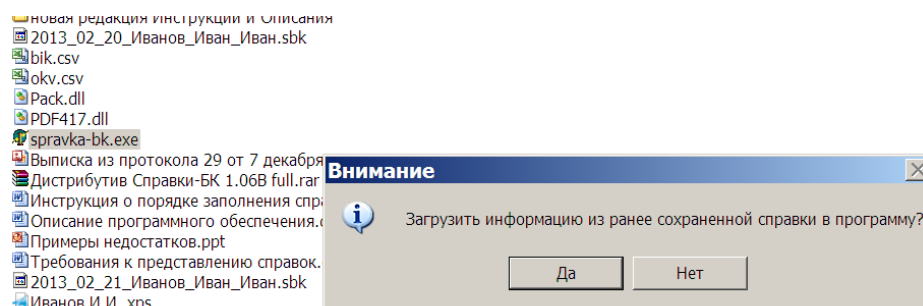 новая редакция Инструкции и Описания
2013_02_20_Иванов_Иван_Иван.sbk
bik.csv
okv.csv
Pack.dll
PDF417.dll
spravka-bk.exe
Выписка из протокола 29 от 7 декабря
Дистрибутив Справки-БК 1.06В full.rar
Инструкция о порядке заполнения спра
Описание программного обеспечения.
Примеры недостатков.ppt
Требования к представлению справок.
2013_02_21_Иванов_Иван_Иван.sbk
Иванов И.И..xps
Внимание
Загрузить информацию из ранее сохраненной справки в программу?
Да
Нет